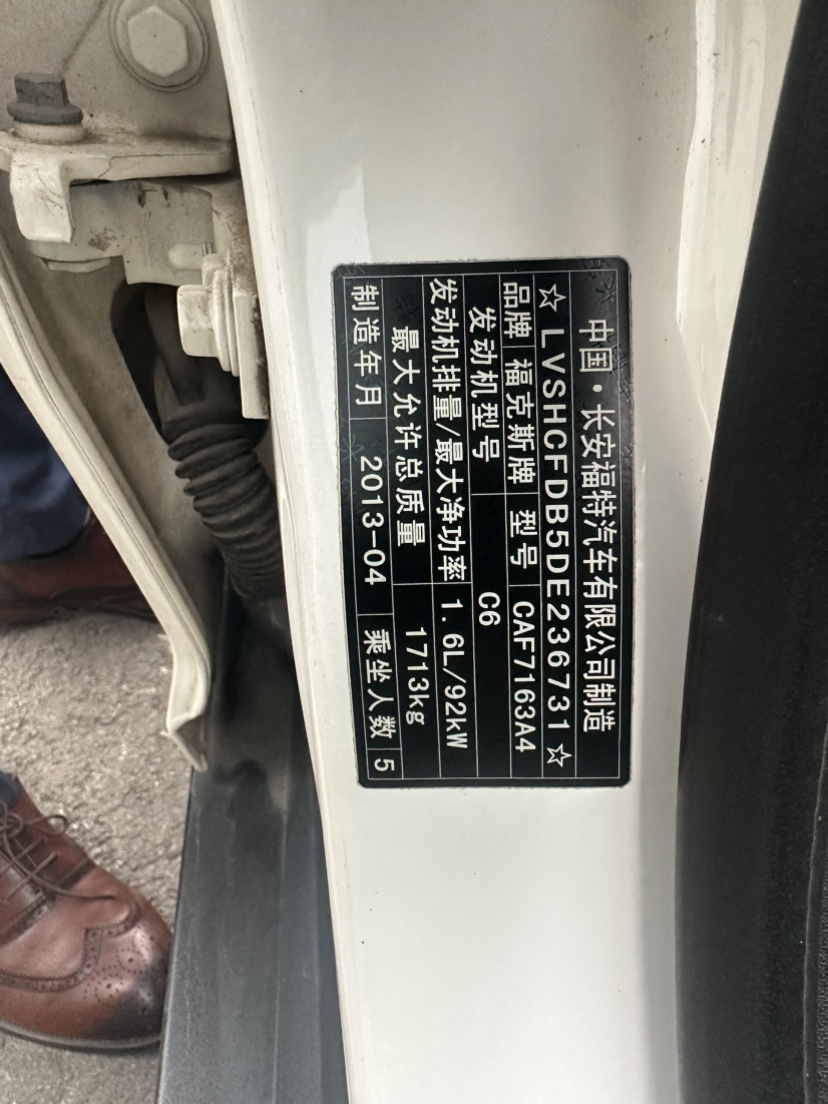 中国·长安福特汽车有限公司制造
☆LVSHCFDB5DE236731☆
品牌 福克斯牌 型号 CAF7163A4
发动机型号 C6
发动机排量/最大净功率 1.6L/92kW
最大允许总质量 1713kg
制造年月 2013-04 乘坐人数 5